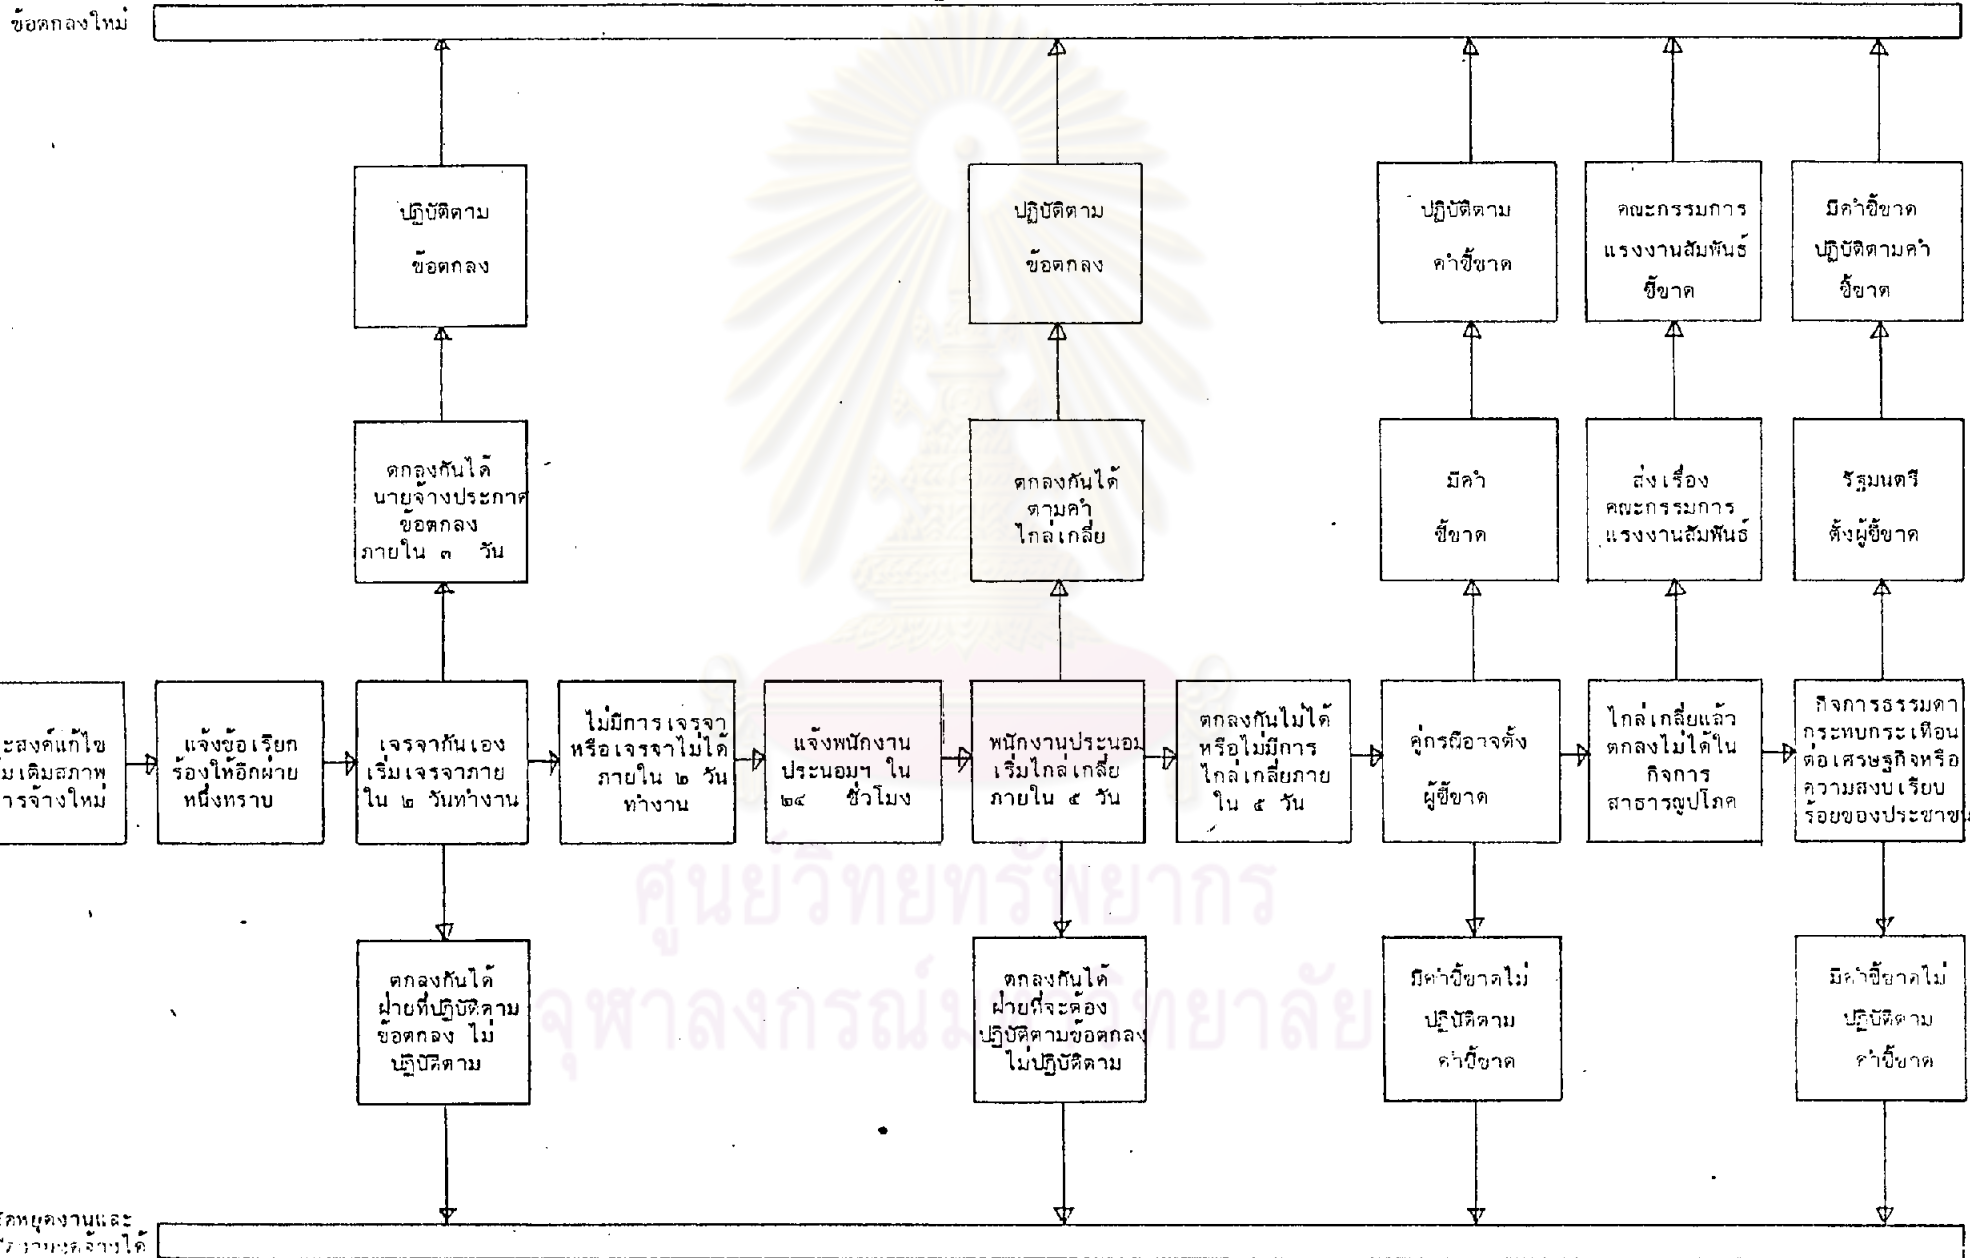 ข้อตกลงใหม่
ปฏิบัติตาม
ข้อตกลง
ปฏิบัติตาม
ข้อตกลง
ปฏิบัติตาม
คำชี้ขาด
คณะกรรมการ
แรงงานสัมพันธ์
ชี้ขาด
มีคำชี้ขาด
ปฏิบัติตามคำ
ชี้ขาด
ตกลงกันได้
นายจ้างประกาศ
ข้อตกลง
ภายใน ๓ วัน
ตกลงกันได้
ตามคำ
ไกล่เกลี่ย
มีคำ
ชี้ขาด
ส่งเรื่อง
คณะกรรมการ
แรงงานสัมพันธ์
รัฐมนตรี
ตั้งผู้ชี้ขาด
ะสงค์แก้ไข
มเติมสภาพ
ารจ้างใหม่
แจ้งข้อเรียก
ร้องให้อีกฝ่าย
หนึ่งทราบ
เจรจากันเอง
เริ่มเจรจาภาย
ใน ๒ วันทำงาน
ไม่มีการเจรจา
หรือเจรจาไม่ได้
ภายใน ๒ วัน
ทำงาน
แจ้งพนักงาน
ประนอมฯ ใน
๒๔ ชั่วโมง
พนักงานประนอม
เริ่มไกล่เกลี่ย
ภายใน ๕ วัน
ตกลงกันไม่ได้
หรือไม่มีการ
ไกล่เกลี่ยภาย
ใน ๕ วัน
คู่กรณีอาจตั้ง
ผู้ชี้ขาด
ไกล่เกลี่ยแล้ว
ตกลงไม่ได้ใน
กิจการ
สาธารณูปโภค
กิจการธรรมดา
กระทบกระเทือน
ต่อเศรษฐกิจหรือ
ความสงบเรียบ
ร้อยของประชาชน
ตกลงกันได้
ฝ่ายที่ปฏิบัติตาม
ข้อตกลง ไม่
ปฏิบัติตาม
ตกลงกันได้
ฝ่ายที่จะต้อง
ปฏิบัติตามข้อตกลง
ไม่ปฏิบัติตาม
มีคำชี้ขาดไม่
ปฏิบัติตาม
คำชี้ขาด
มีคำชี้ขาดไม่
ปฏิบัติตาม
คำชี้ขาด
ศูนย์วิทยทรัพยากร
จุฬาลงกรณ์มหาวิทยาลัย
หยุดงานและ